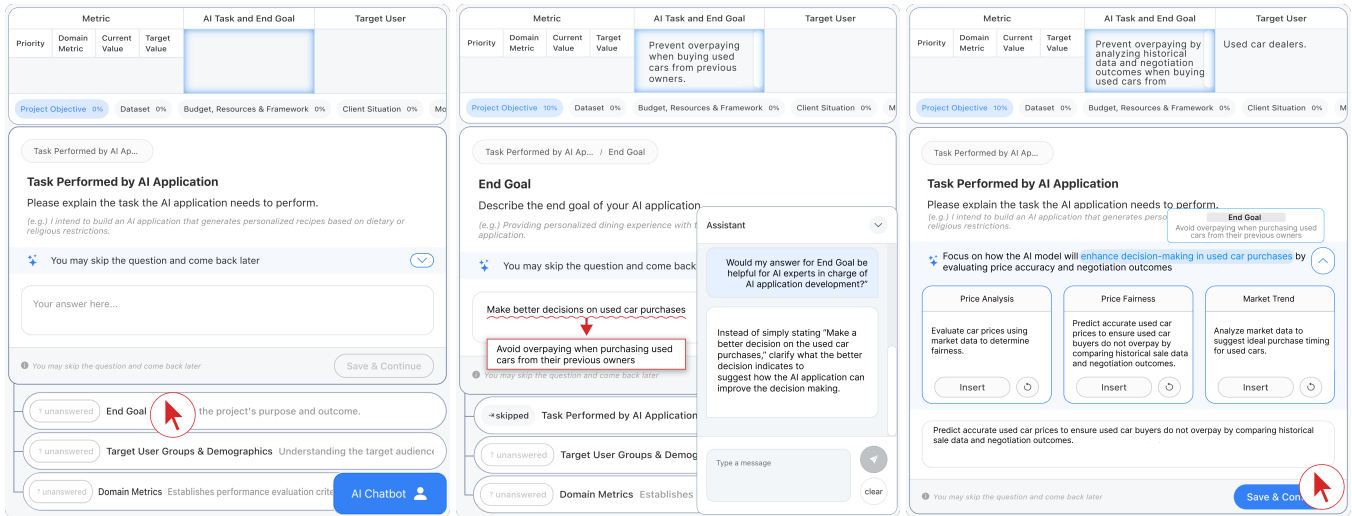 Metric
AI Task and End Goal
Target User
Priority
Domain
Metric
Current
Value
Target
Value
Project Objective 0%
Dataset 0%
Budget, Resources & Framework 0%
Client Situation 0%
Mo
Task Performed by AI Ap...
Task Performed by AI Application
Please explain the task the AI application needs to perform.
(e.g.) I intend to build an AI application that generates personalized recipes based on dietary or
religious restrictions.
You may skip the question and come back later
Your answer here...
You may skip the question and come back later
Save & Continue
? unanswered End Goal the project's purpose and outcome.
? unanswered Target User Groups & Demographics Understanding the target audience
? unanswered Domain Metrics Establishes performance evaluation crite
AI Chatbot
Metric
AI Task and End Goal
Target User
Priority
Domain
Metric
Current
Value
Target
Value
Prevent overpaying
when buying used
cars from previous
owners.
Project Objective 10%
Dataset 0%
Budget, Resources & Framework 0%
Client Situation 0%
M
Task Performed by AI Ap... / End Goal
End Goal
Describe the end goal of your AI application
(e.g.) Providing personalized dining experience with
application.
You may skip the question and come back
Make better decisions on used car purchases
Avoid overpaying when purchasing used
cars from their previous owners
You may skip the question and come back later
skipped Task Performed by AI Application
? unanswered Target User Groups & Demog
? unanswered Domain Metrics Establishes
Assistant
Would my answer for End Goal be
helpful for AI experts in charge of
AI application development?"
Instead of simply stating "Make a
better decision on the used car
purchases," clarify what the better
decision indicates to
suggest how the AI application can
improve the decision making.
Type a message
clear
Metric
AI Task and End Goal
Target User
Priority
Domain
Metric
Current
Value
Target
Value
Prevent overpaying by
analyzing historical
data and negotiation
outcomes when buying
used cars from
Used car dealers.
Project Objective 10%
Dataset 0%
Budget, Resources & Framework 0%
Client Situation 0%
M
Task Performed by AI Ap...
Task Performed by AI Application
Please explain the task the AI application needs to perform.
(e.g.) I intend to build an AI application that generates perso
religious restrictions.
End Goal
Avoid overpaying when purchasing used
cars from their previous owners
Focus on how the AI model will enhance decision-making in used car purchases by
evaluating price accuracy and negotiation outcomes
Price Analysis
Evaluate car prices using
market data to determine
fairness.
Insert
Price Fairness
Predict accurate used car
prices to ensure used car
buyers do not overpay by
comparing historical sale data
and negotiation outcomes.
Insert
Market Trend
Analyze market data to
suggest ideal purchase timing
for used cars.
Insert
Predict accurate used car prices to ensure used car buyers do not overpay by comparing historical
sale data and negotiation outcomes.
You may skip the question and come back later
Save & Con